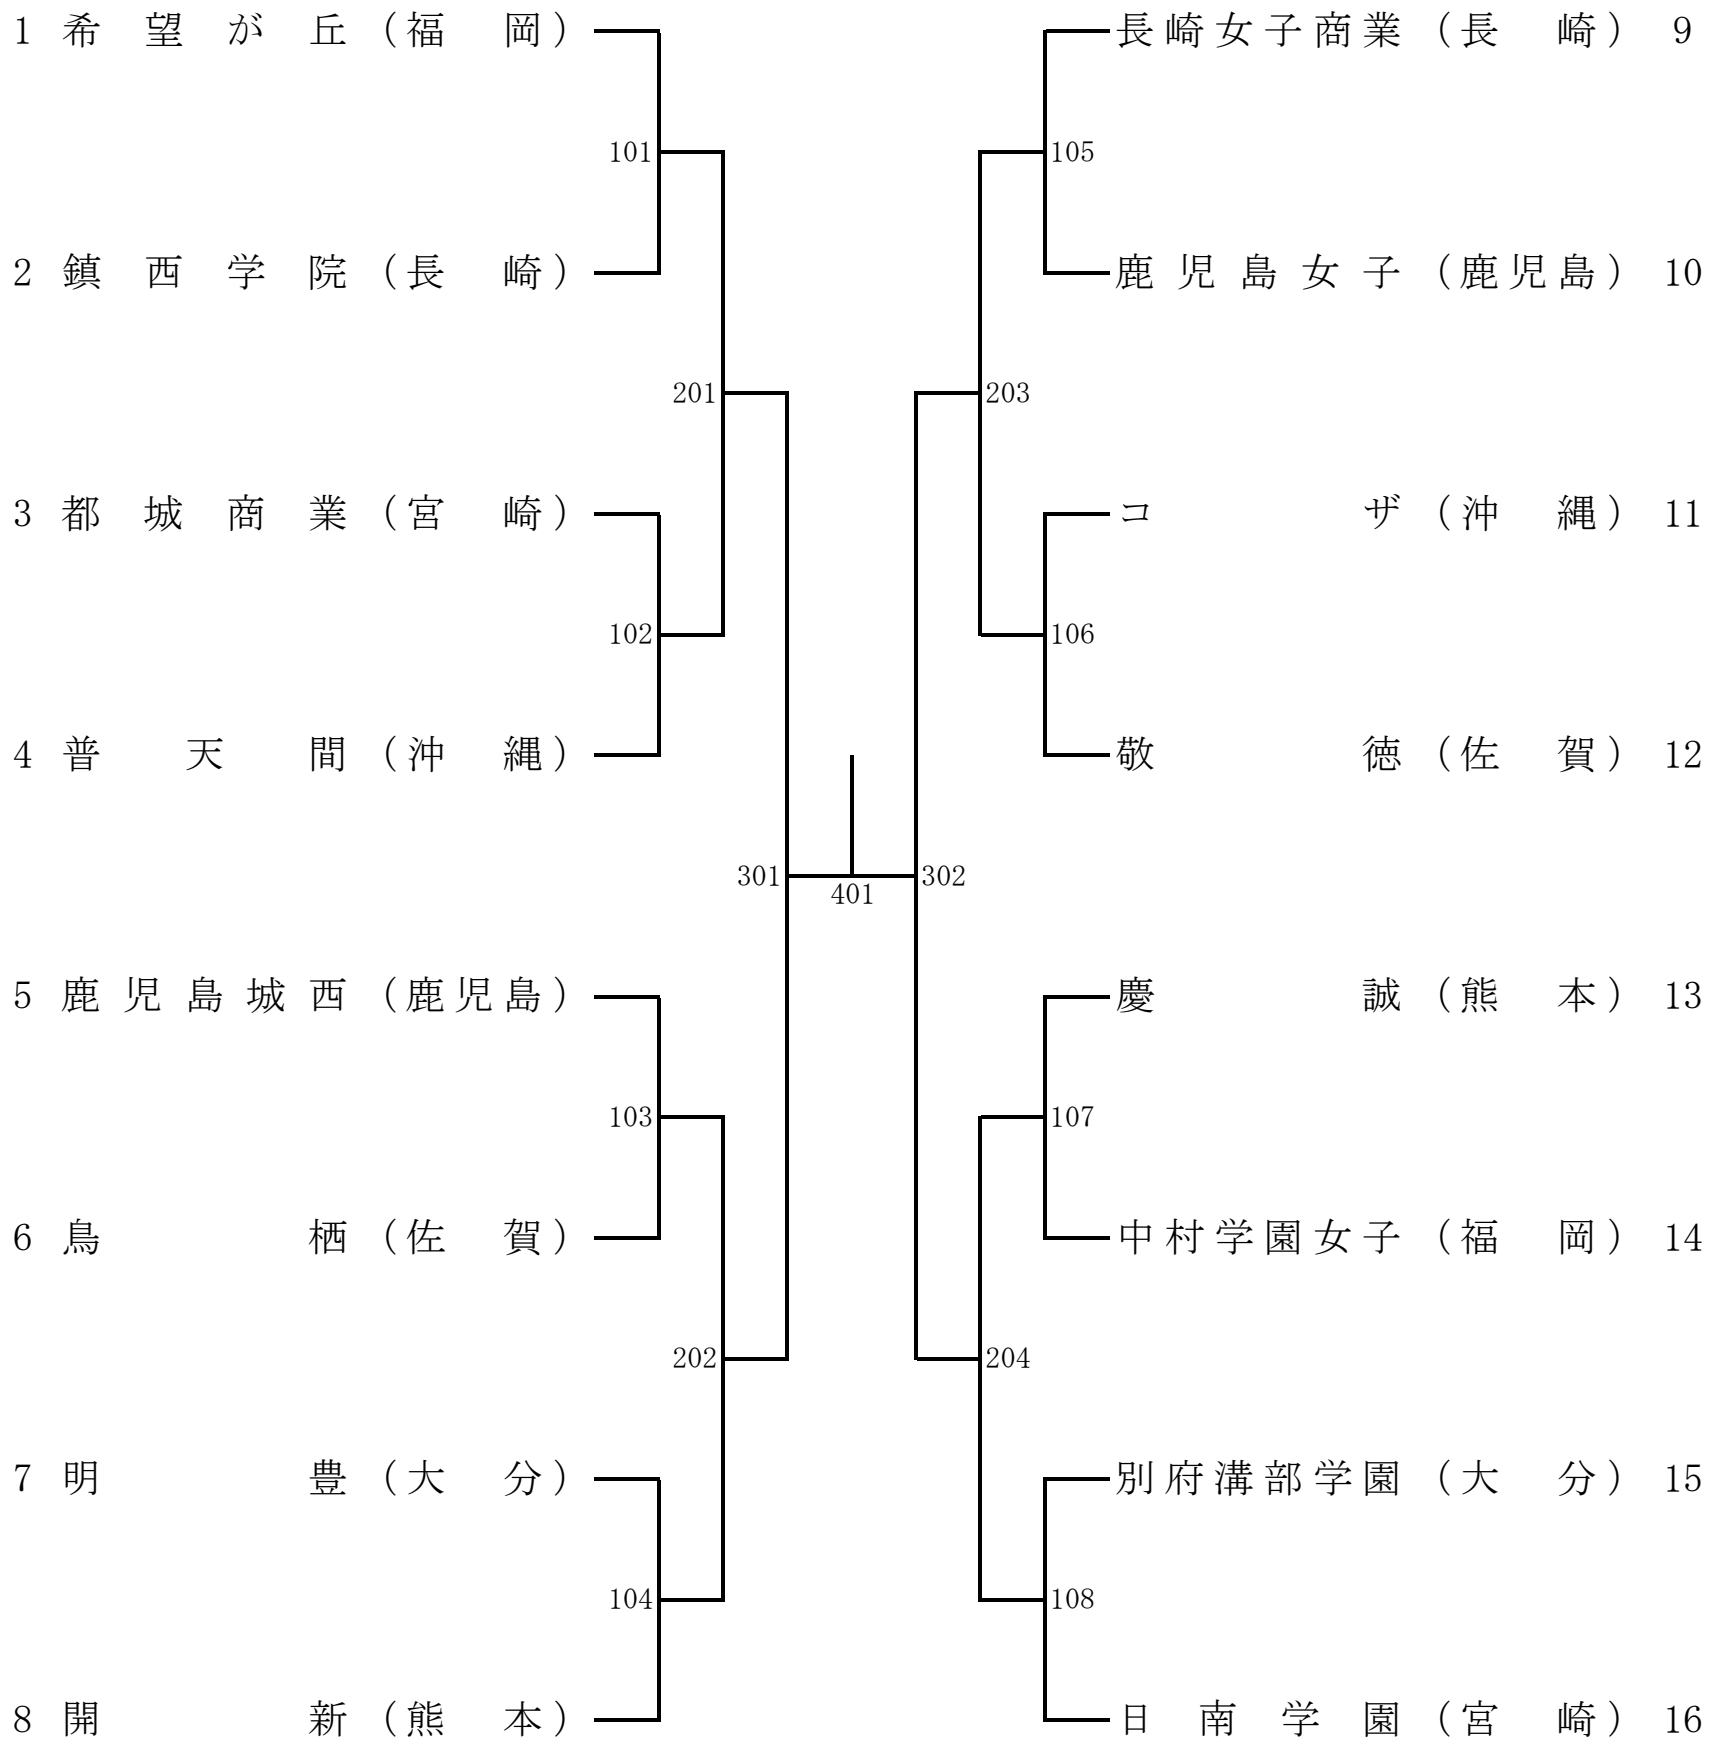 1 希望が丘 (福岡)
101
2 鎮西学院 (長崎)
201
3 都城商業 (宮崎)
102
4 普天間 (沖縄)
301
401
5 鹿児島城西 (鹿児島)
103
6 鳥栖 (佐賀)
202
7 明豊 (大分)
104
8 開新 (熊本)
長崎女子商業 (長崎) 9
105
鹿児島女子 (鹿児島) 10
203
コザ (沖縄) 11
106
敬徳 (佐賀) 12
302
慶誠 (熊本) 13
107
中村学園女子 (福岡) 14
204
別府溝部学園 (大分) 15
108
日南学園 (宮崎) 16